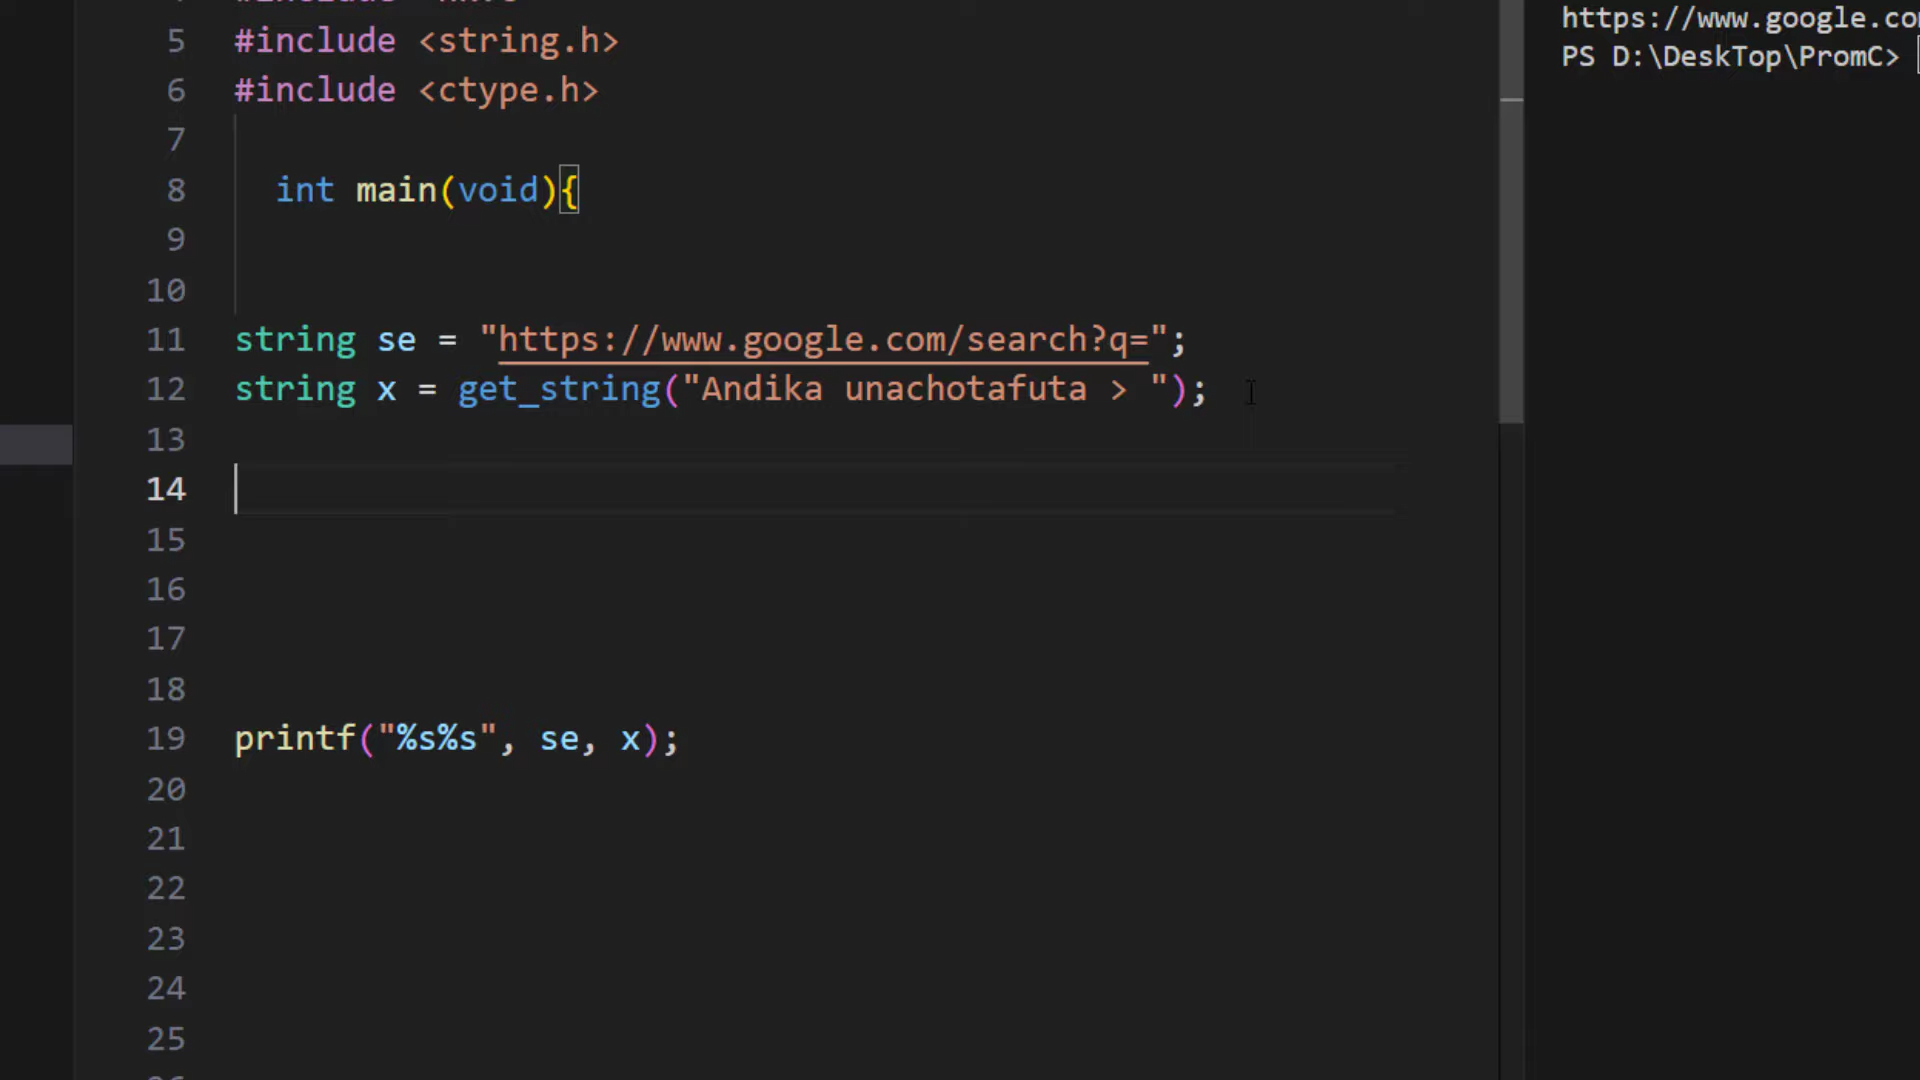 5 #include <string.h>
6 #include <ctype.h>
7
8 int main(void){
9
10
11 string se = "https://www.google.com/search?q=";
12 string x = get_string("Andika unachotafuta > ");
13
14
15
16
17
18
19 printf("%s%s", se, x);
20
21
22
23
24
25
https://www.google.co
PS D:\DeskTop\PromC>